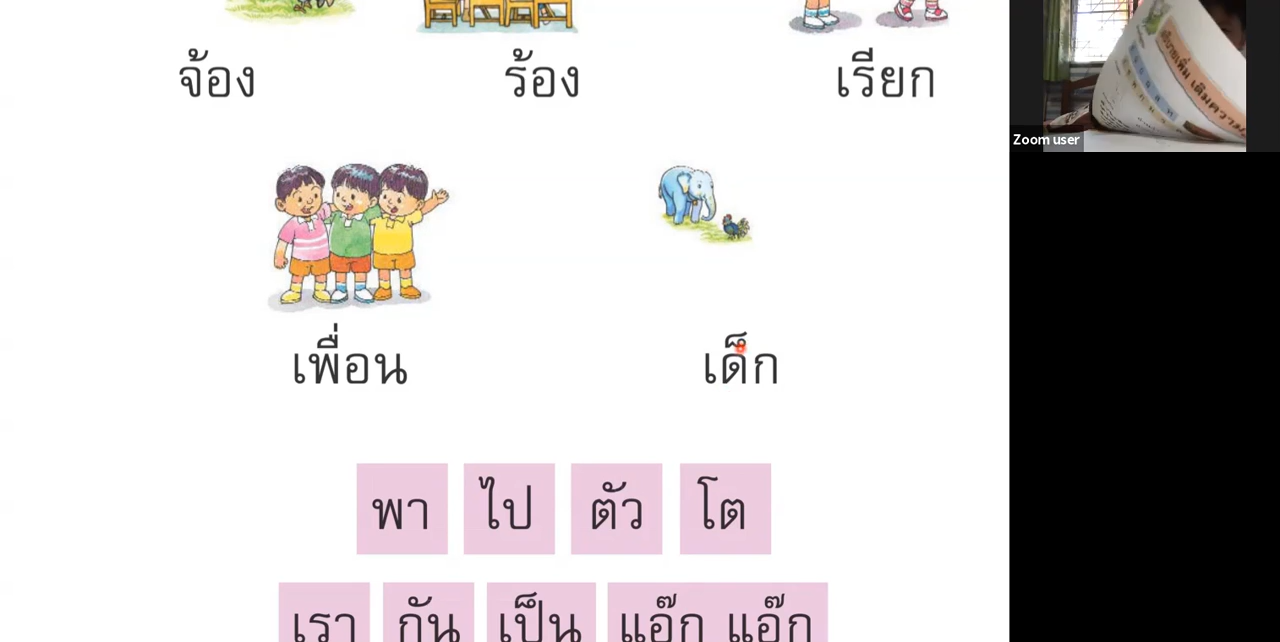 จ้อง ร้อง เรียก
Zoom user
เพื่อน เด็ก
พา ไป ตัว โต
เรา กัน เป็น แอ๊ก แอ๊ก